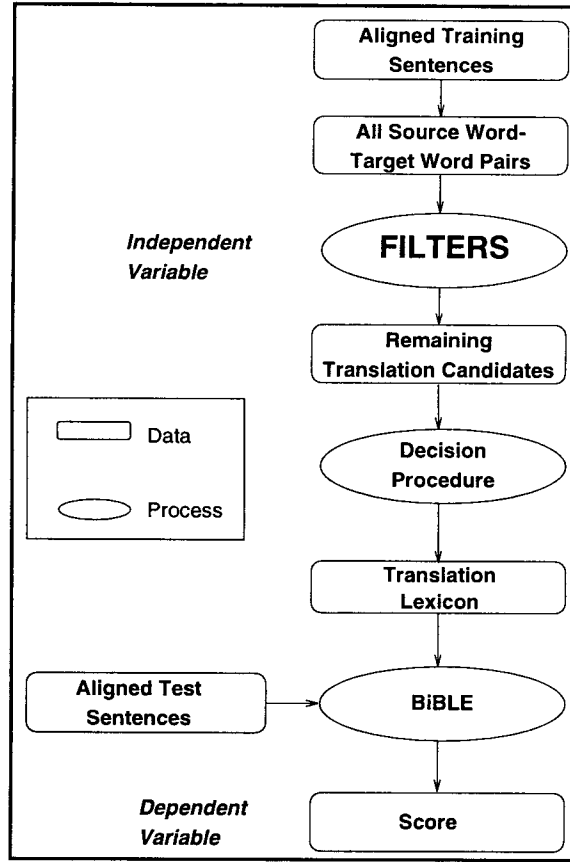 Aligned Training
Sentences
All Source Word-
Target Word Pairs
Independent
Variable
FILTERS
Remaining
Translation Candidates
Data
Process
Decision
Procedure
Translation
Lexicon
Aligned Test
Sentences
BiBLE
Dependent
Variable
Score